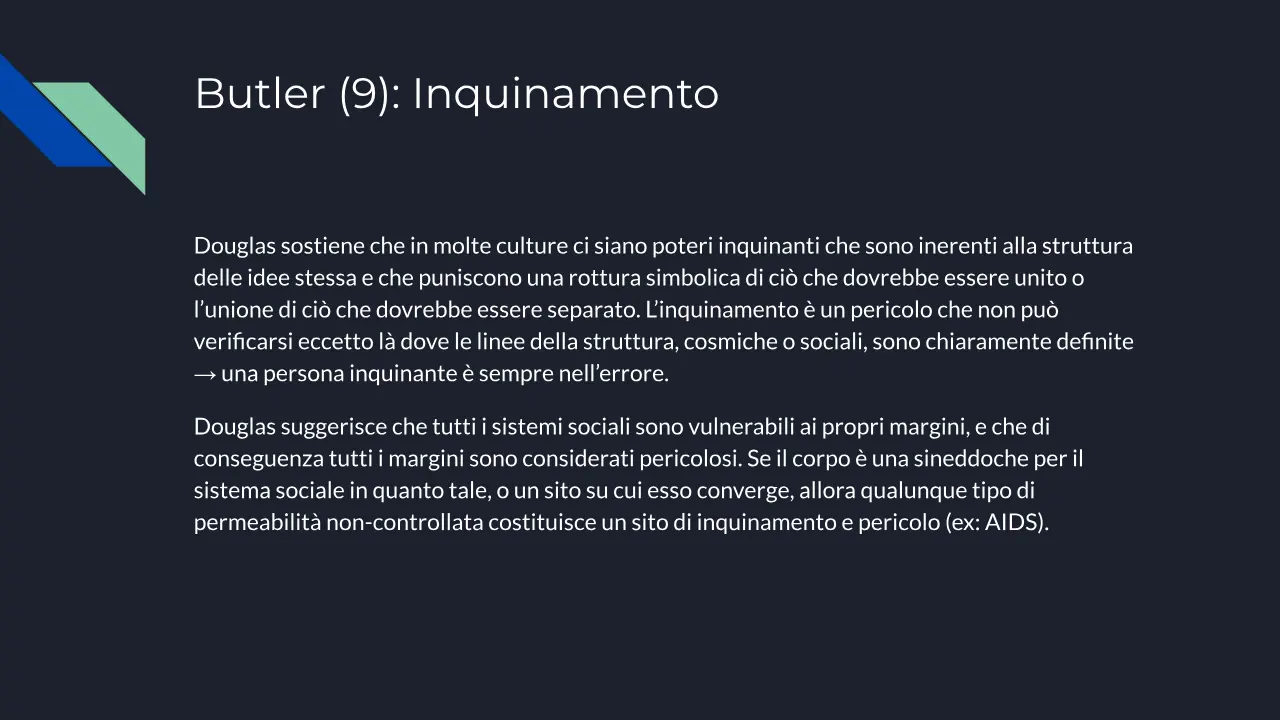 Butler (9): Inquinamento
Douglas sostiene che in molte culture ci siano poteri inquinanti che sono inerenti alla struttura
delle idee stessa e che puniscono una rottura simbolica di ciò che dovrebbe essere unito o
l’unione di ciò che dovrebbe essere separato. L’inquinamento è un pericolo che non può
verificarsi eccetto là dove le linee della struttura, cosmiche o sociali, sono chiaramente definite
→ una persona inquinante è sempre nell’errore.
Douglas suggerisce che tutti i sistemi sociali sono vulnerabili ai propri margini, e che di
conseguenza tutti i margini sono considerati pericolosi. Se il corpo è una sineddoche per il
sistema sociale in quanto tale, o un sito su cui esso converge, allora qualunque tipo di
permeabilità non-controllata costituisce un sito di inquinamento e pericolo (ex: AIDS).